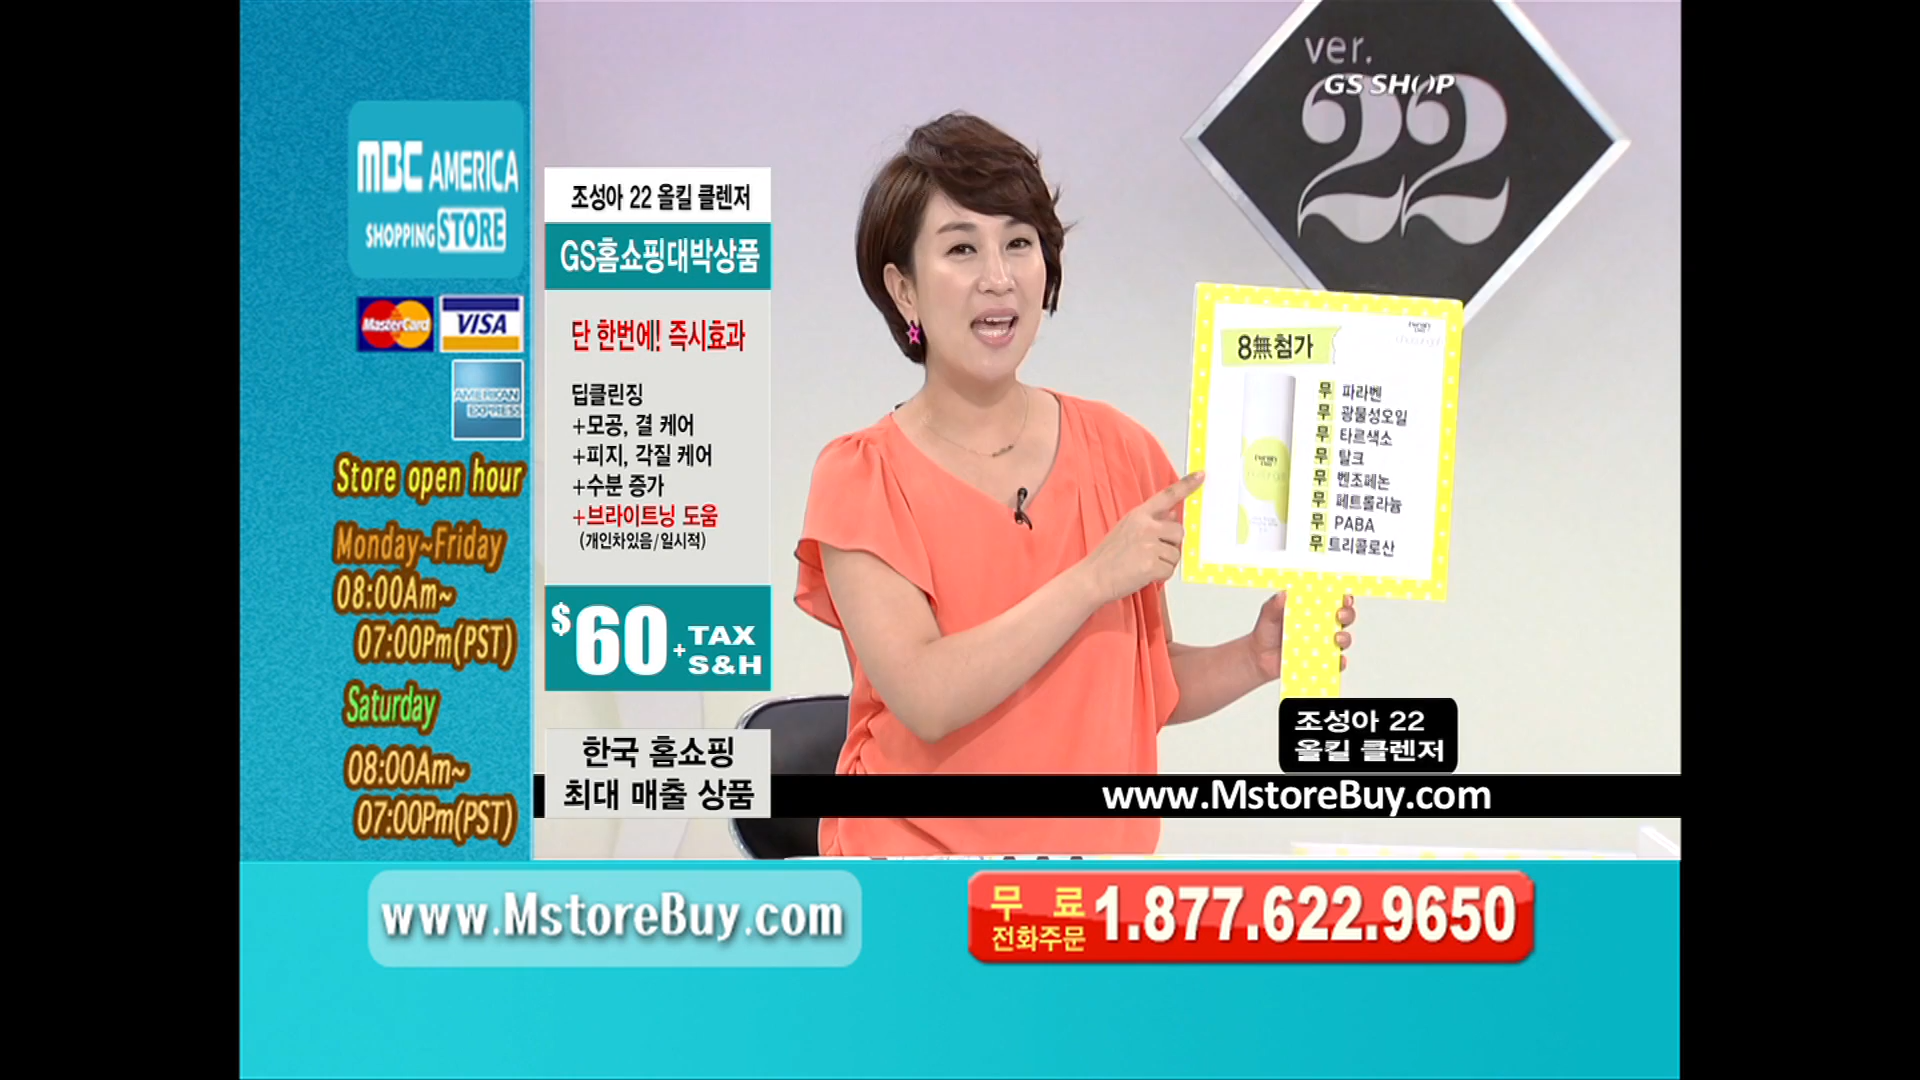 MBC AMERICA
SHOPPING STORE
MasterCard
VISA
AMERICAN
EXPRESS
Store open hour
Monday~Friday
08:00Am~
07:00Pm(PST)
Saturday
08:00Am~
07:00Pm(PST)
조성아 22 올킬 클렌저
GS홈쇼핑대박상품
단 한번에! 즉시효과
딥클린징
+모공, 결 케어
+피지, 각질 케어
+수분 증가
+브라이트닝 도움
(개인차있음/일시적)
$60 + TAX
S&H
한국 홈쇼핑
최대 매출 상품
ver.
GS SHOP
22
8無첨가
무 파라벤
무 광물성오일
무 타르색소
무 탈크
무 벤조페논
무 페트롤라늄
무 PABA
무 트리클로산
조성아 22
올킬 클렌저
www.MstoreBuy.com
www.MstoreBuy.com
무 료
전화주문
1.877.622.9650